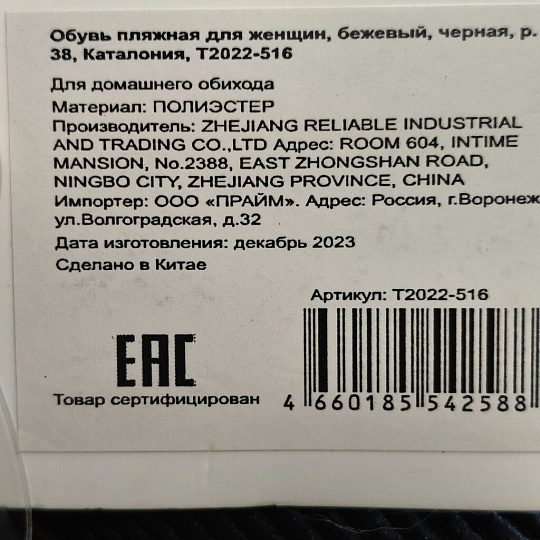 Обувь пляжная для женщин, бежевый, черная, р.
38, Каталония, T2022-516
Для домашнего обихода
Материал: ПОЛИЭСТЕР
Производитель: ZHEJIANG RELIABLE INDUSTRIAL
AND TRADING CO.,LTD Адрес: ROOM 604, INTIME
MANSION, No.2388, EAST ZHONGSHAN ROAD,
NINGBO CITY, ZHEJIANG PROVINCE, CHINA
Импортер: ООО «ПРАЙМ». Адрес: Россия, г.Воронеж
ул.Волгоградская, д.32
Дата изготовления: декабрь 2023
Сделано в Китае
Артикул: T2022-516
EAC
Товар сертифицирован
4 660185 542588